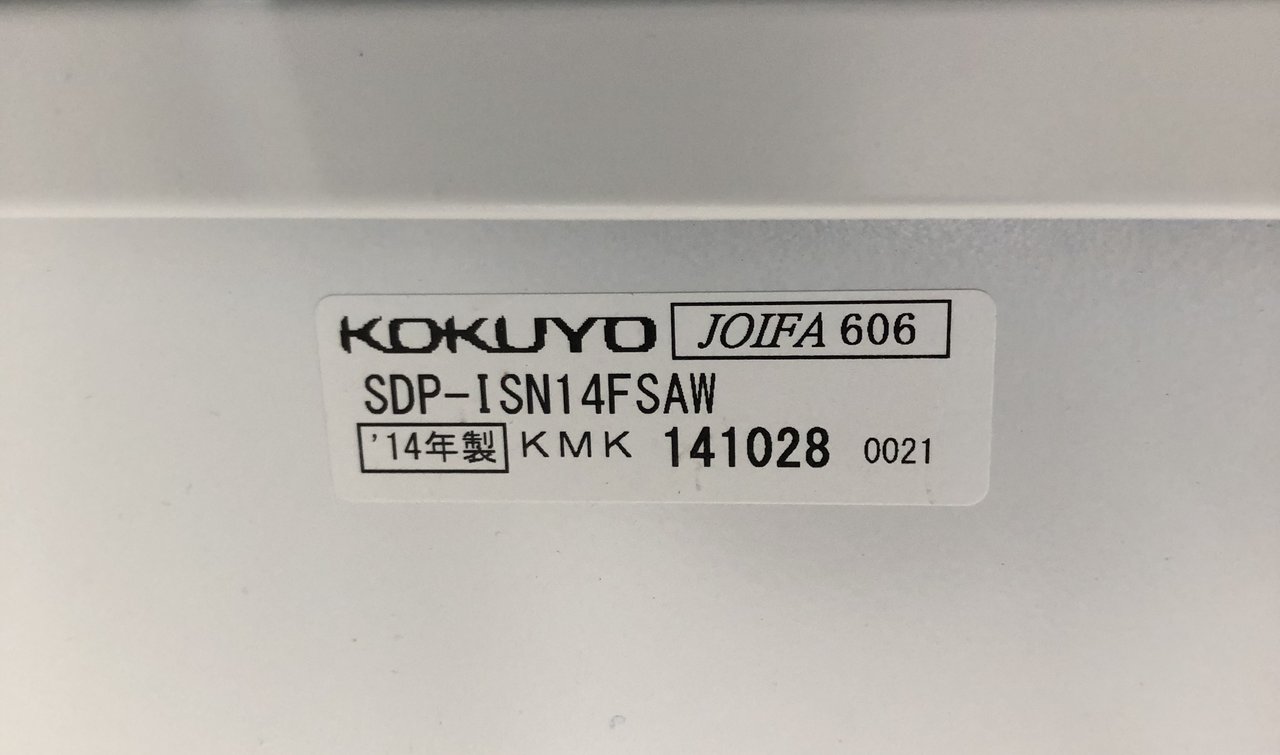 KOKUYO JOIFA 606
SDP-ISN14FSAW
'14年製 KMK 141028 0021